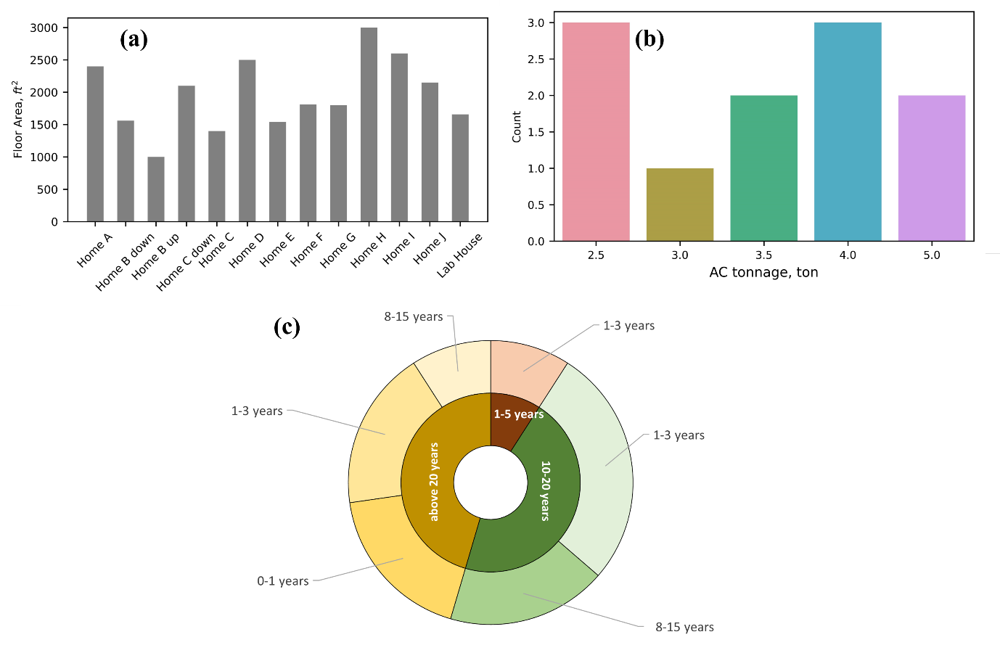 (a)
Floor Area, ft²
3000
2500
2000
1500
1000
500
0
Home A
Home B down
Home B up
Home C down
Home C
Home D
Home E
Home F
Home G
Home H
Home I
Home J
Lab House
(b)
Count
3.0
2.5
2.0
1.5
1.0
0.5
0.0
2.5
3.0
3.5
4.0
5.0
AC tonnage, ton
(c)
8-15 years
1-3 years
1-3 years
1-5 years
1-3 years
above 20 years
10-20 years
0-1 years
8-15 years